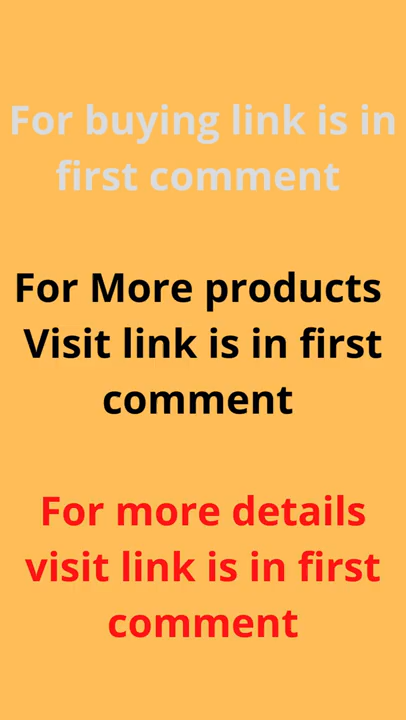 For buying link is in
first comment
For More products
Visit link is in first
comment
For more details
visit link is in first
comment